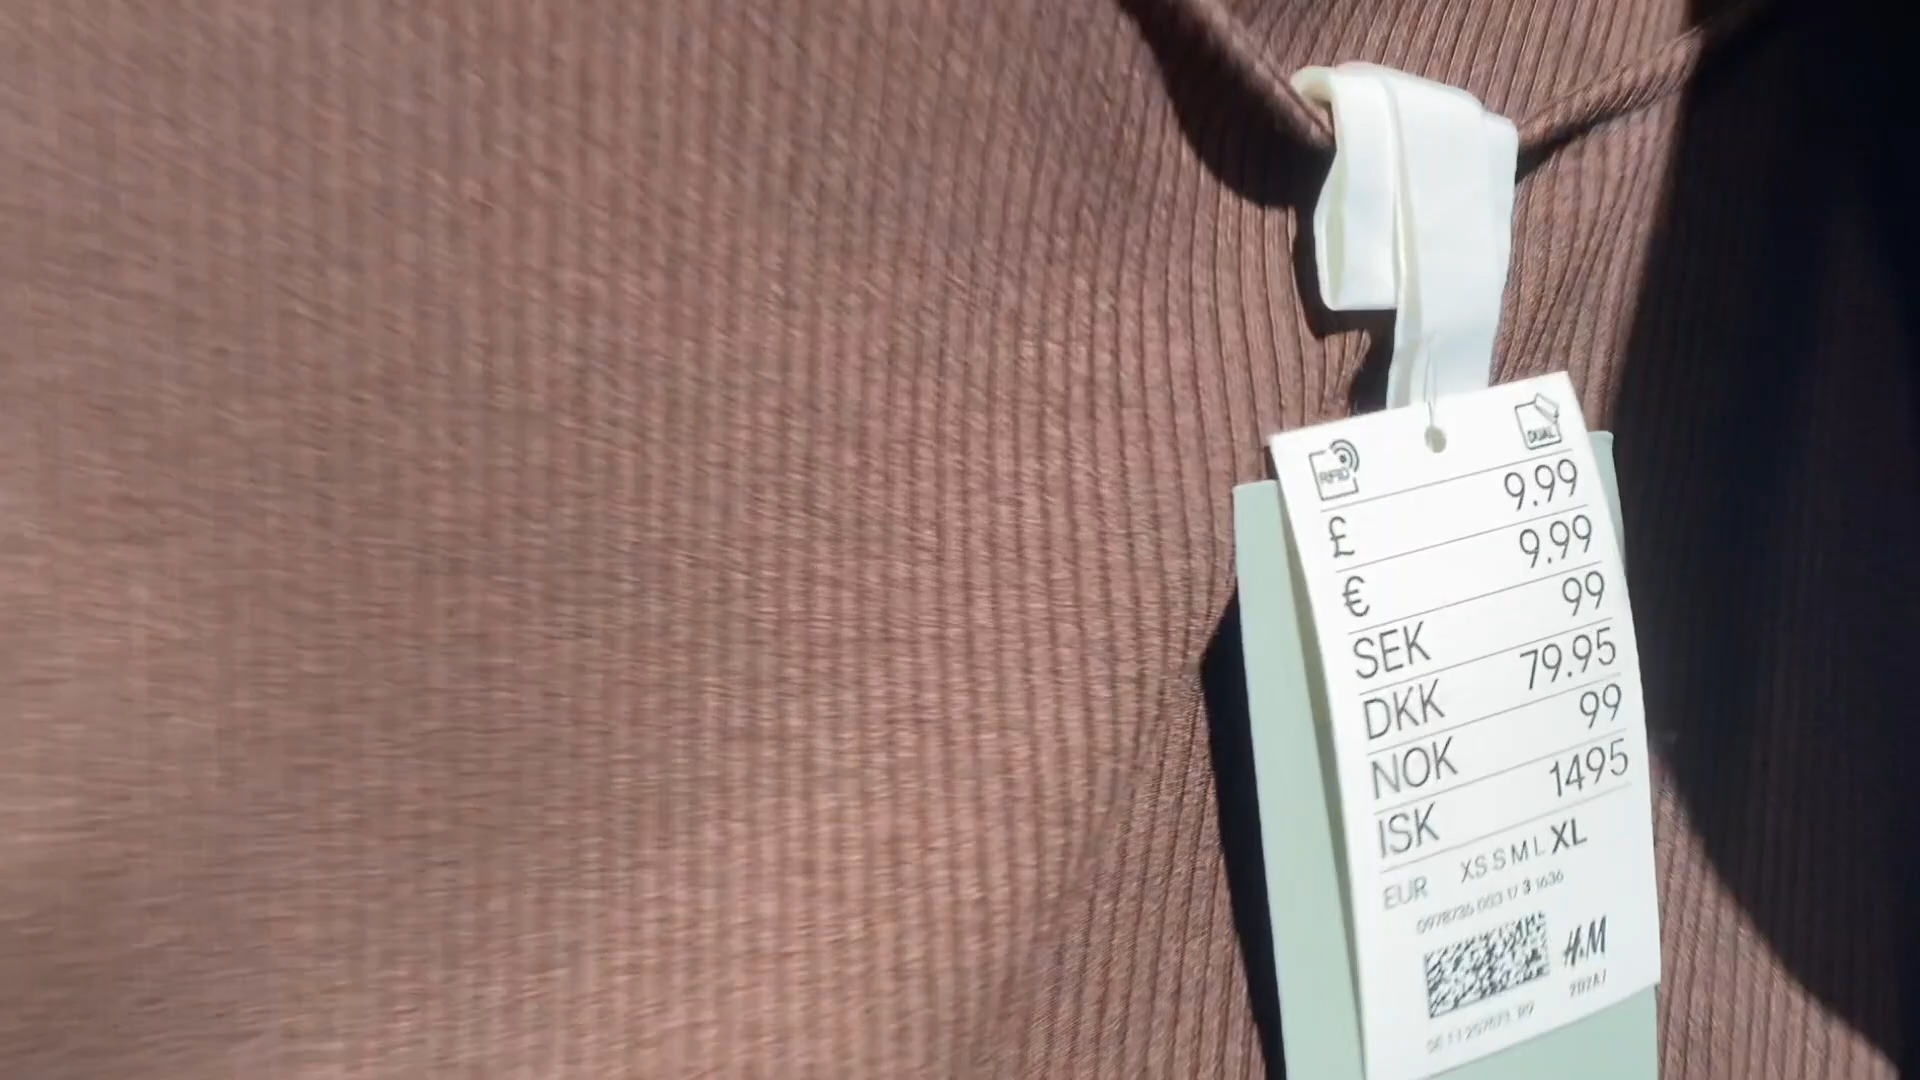 RFID
DUAL
£ 9.99
€ 9.99
SEK 99
DKK 79.95
NOK 99
ISK 1495
EUR XS S M L XL
H&M